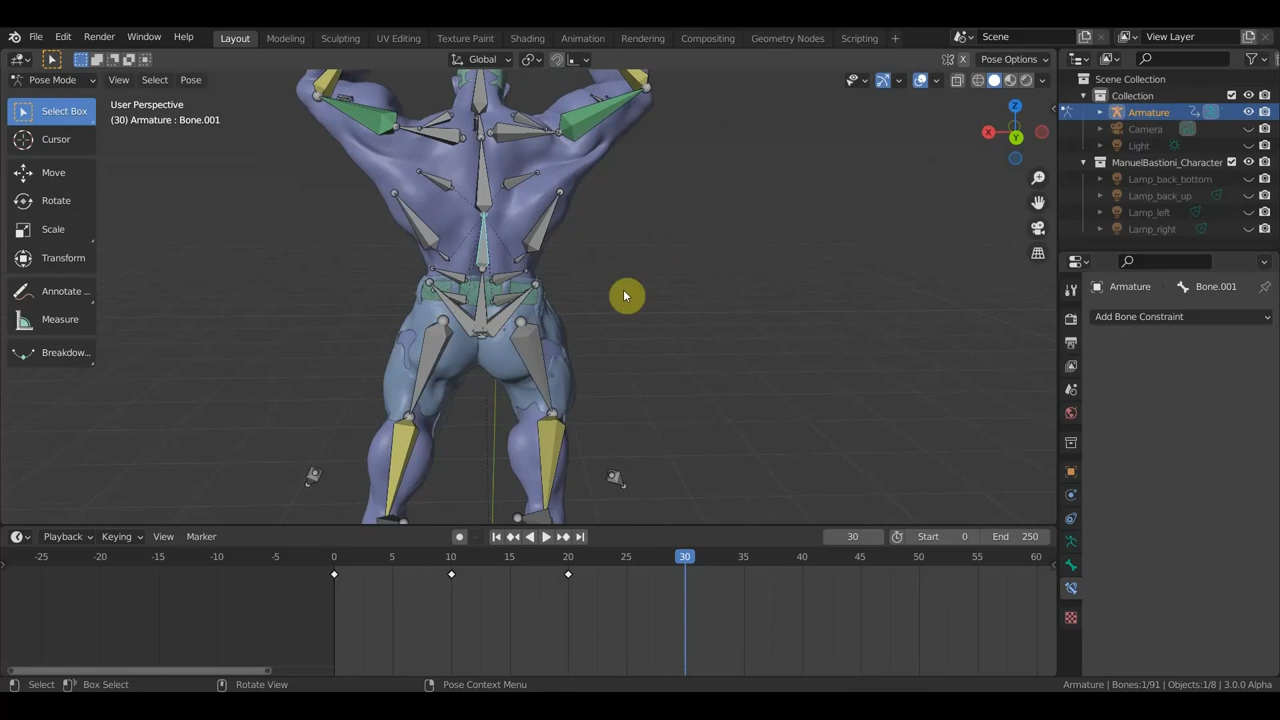 File Edit Render Window Help Layout Modeling Sculpting UV Editing Texture Paint Shading Animation Rendering Compositing Geometry Nodes Scripting + Scene View Layer
Global Pose Options
Pose Mode View Select Pose
User Perspective
(30) Armature : Bone.001
Select Box
Cursor
Move
Rotate
Scale
Transform
Annotate ...
Measure
Breakdow...
X
Y
Z
X
Scene Collection
Collection
Armature
Camera
Light
ManuelBastioni_Character
Lamp_back_bottom
Lamp_back_up
Lamp_left
Lamp_right
Armature Bone.001
Add Bone Constraint
Playback Keying View Marker 30 Start 0 End 250
-25 -20 -15 -10 -5 0 5 10 15 20 25 30 35 40 45 50 55 60
Select Box Select Rotate View Pose Context Menu Armature | Bones:1/91 | Objects:1/8 | 3.0.0 Alpha